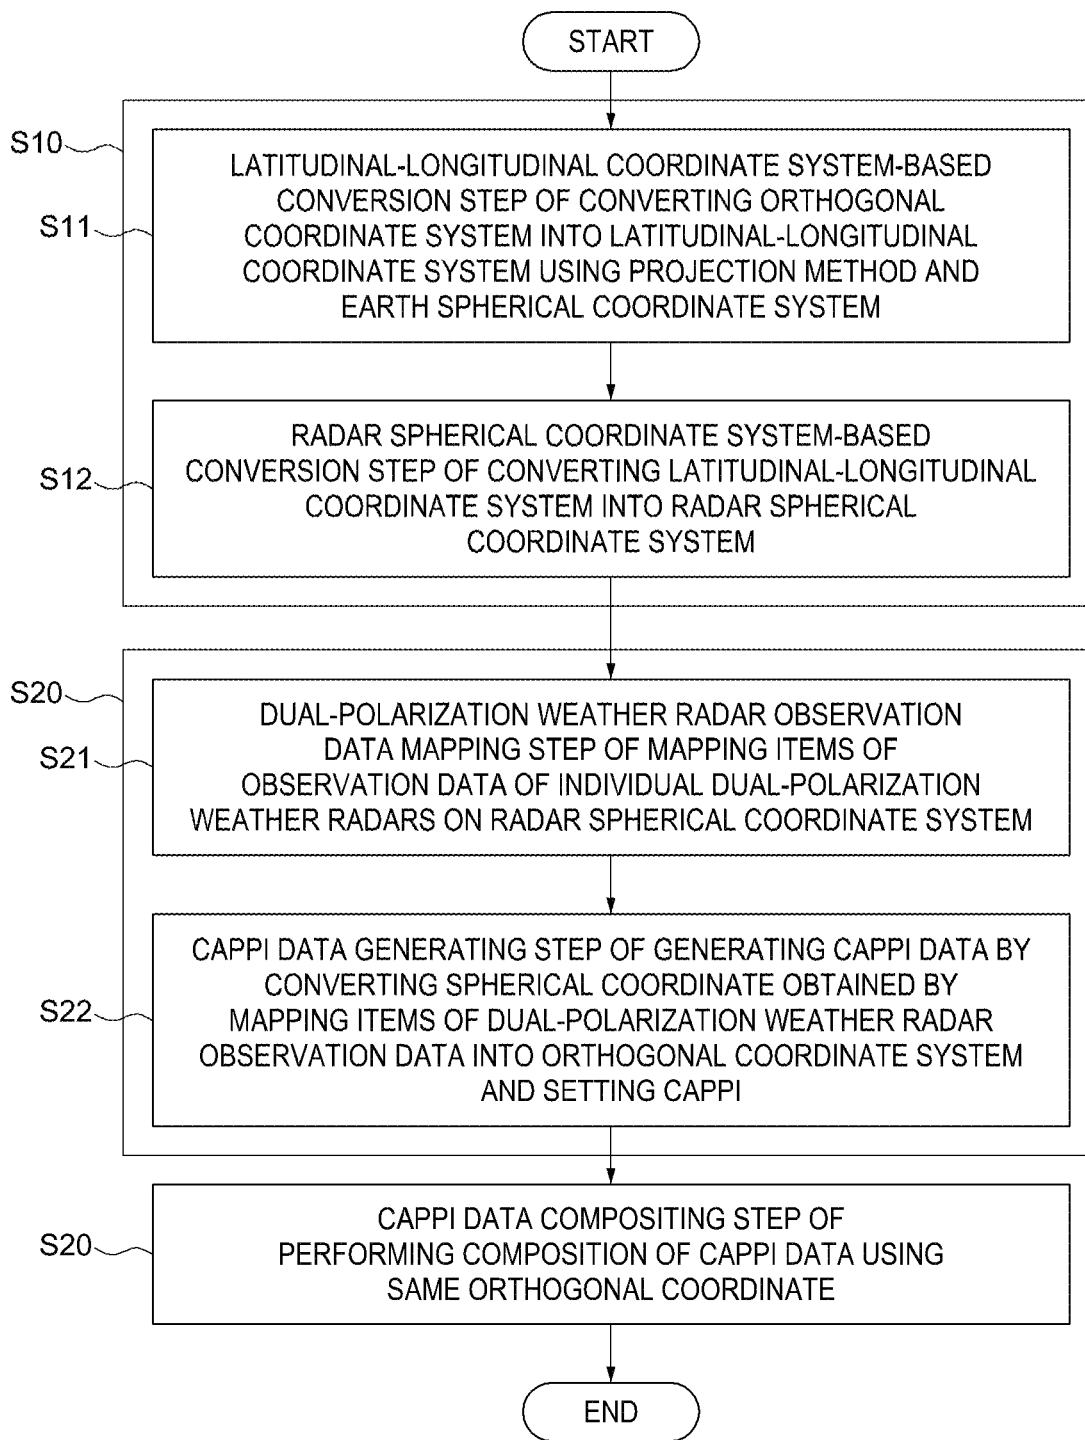 START
S10
S11
LATITUDINAL-LONGITUDINAL COORDINATE SYSTEM-BASED
CONVERSION STEP OF CONVERTING ORTHOGONAL
COORDINATE SYSTEM INTO LATITUDINAL-LONGITUDINAL
COORDINATE SYSTEM USING PROJECTION METHOD AND
EARTH SPHERICAL COORDINATE SYSTEM
S12
RADAR SPHERICAL COORDINATE SYSTEM-BASED
CONVERSION STEP OF CONVERTING LATITUDINAL-LONGITUDINAL
COORDINATE SYSTEM INTO RADAR SPHERICAL
COORDINATE SYSTEM
S20
S21
DUAL-POLARIZATION WEATHER RADAR OBSERVATION
DATA MAPPING STEP OF MAPPING ITEMS OF
OBSERVATION DATA OF INDIVIDUAL DUAL-POLARIZATION
WEATHER RADARS ON RADAR SPHERICAL COORDINATE SYSTEM
S22
CAPPI DATA GENERATING STEP OF GENERATING CAPPI DATA BY
CONVERTING SPHERICAL COORDINATE OBTAINED BY
MAPPING ITEMS OF DUAL-POLARIZATION WEATHER RADAR
OBSERVATION DATA INTO ORTHOGONAL COORDINATE SYSTEM
AND SETTING CAPPI
S20
CAPPI DATA COMPOSITING STEP OF
PERFORMING COMPOSITION OF CAPPI DATA USING
SAME ORTHOGONAL COORDINATE
END